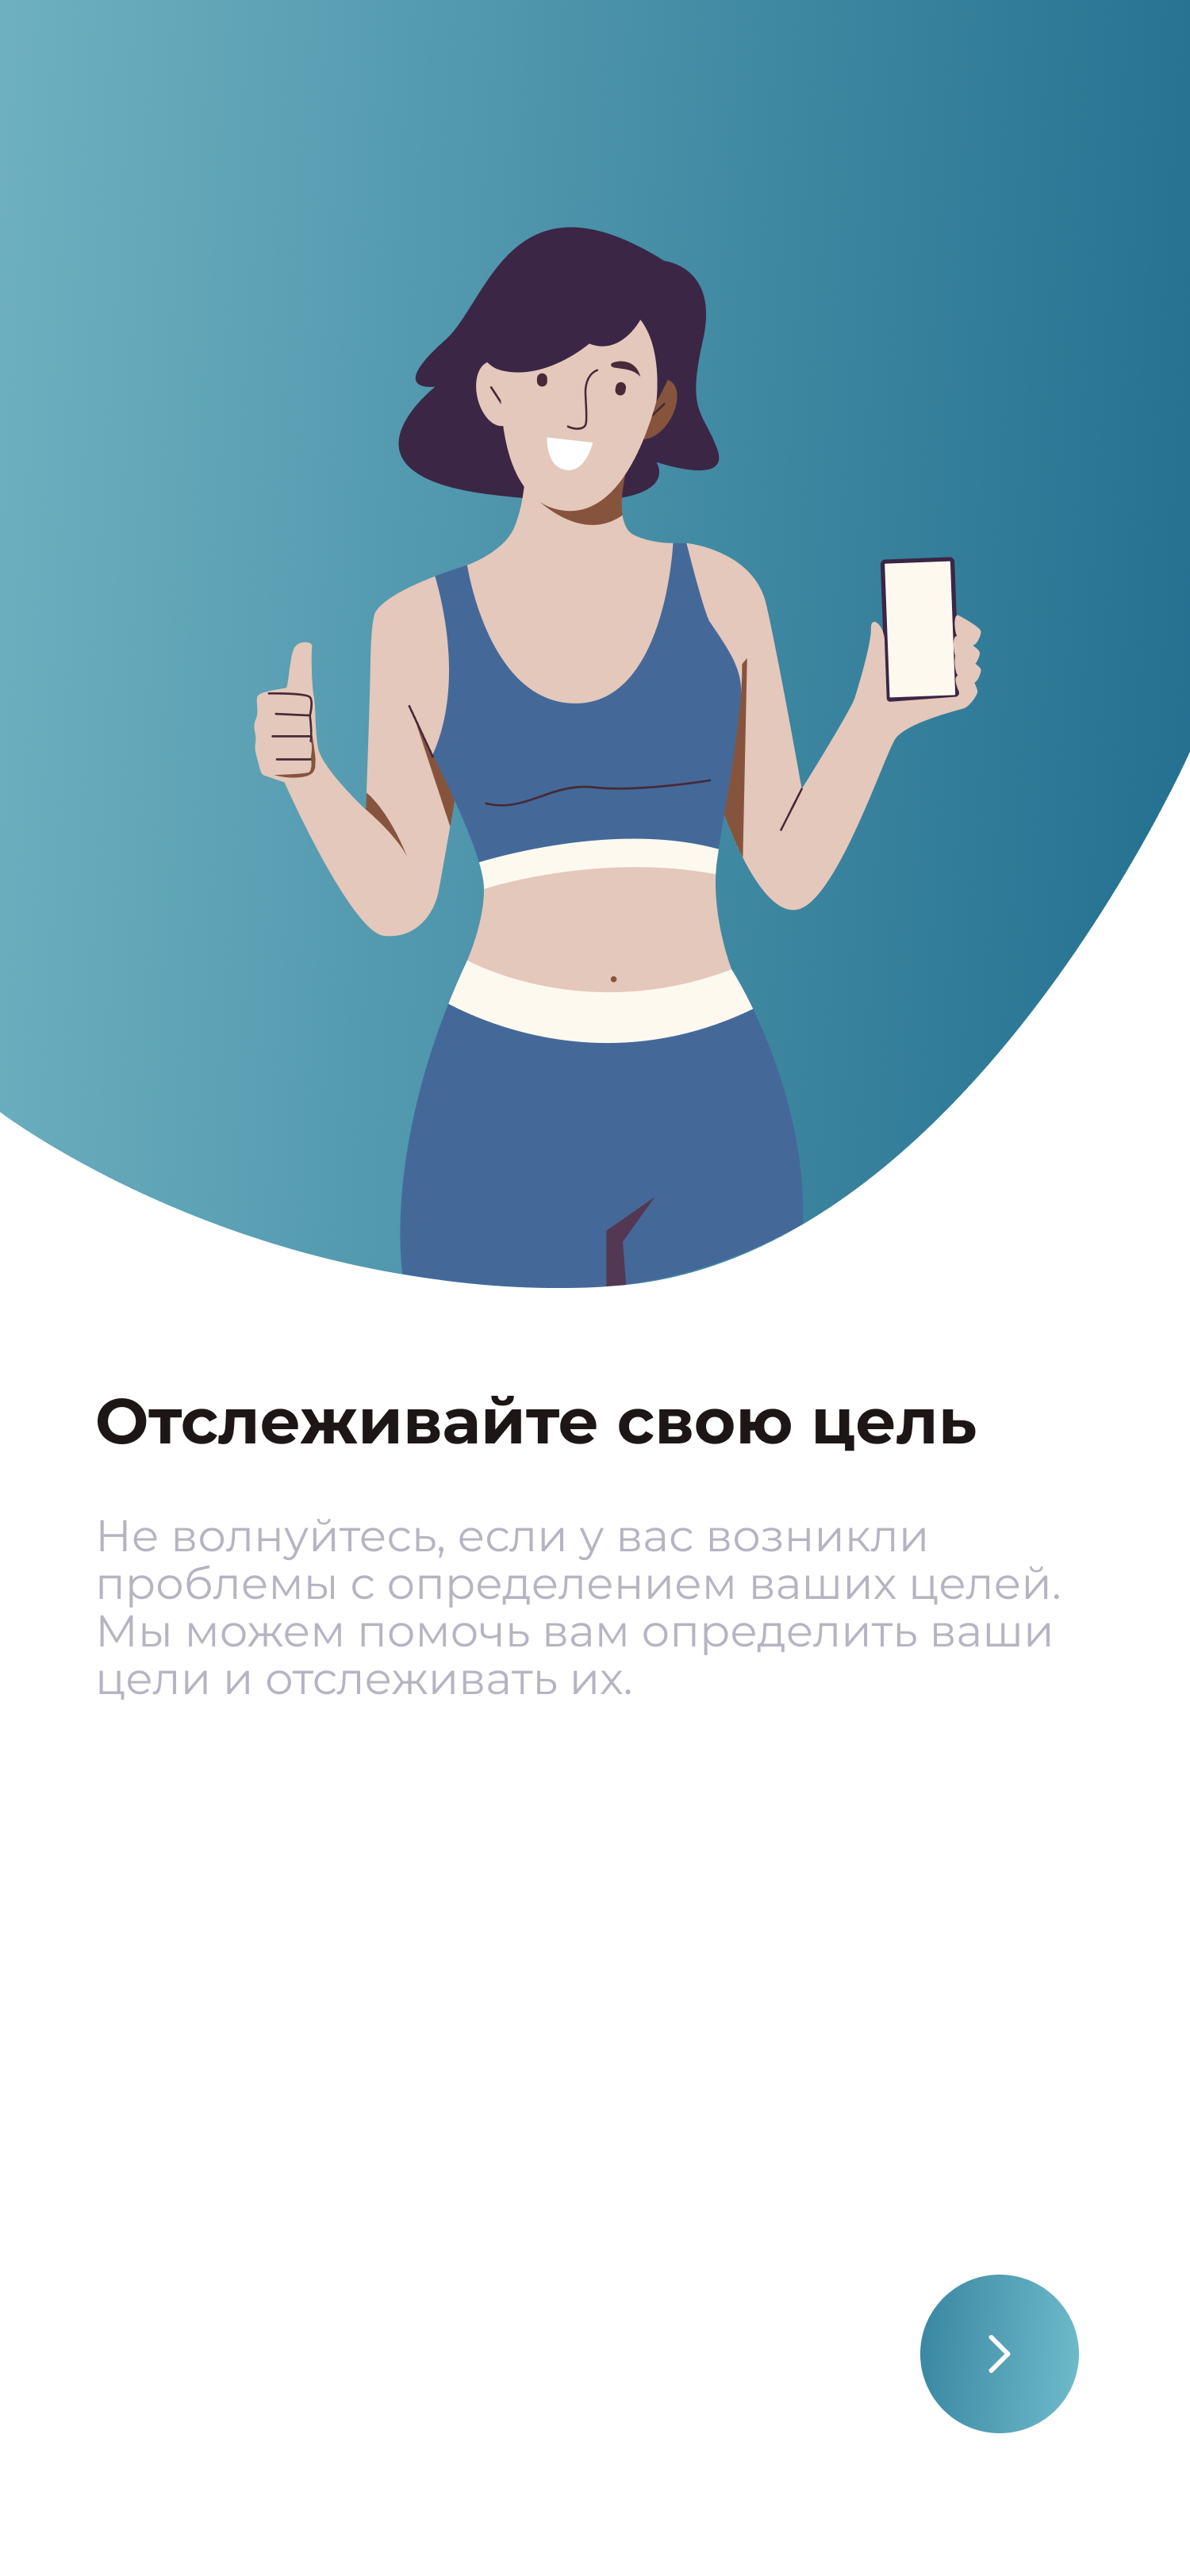 Отслеживайте свою цель
Не волнуйтесь, если у вас возникли
проблемы с определением ваших целей.
Мы можем помочь вам определить ваши
цели и отслеживать их.